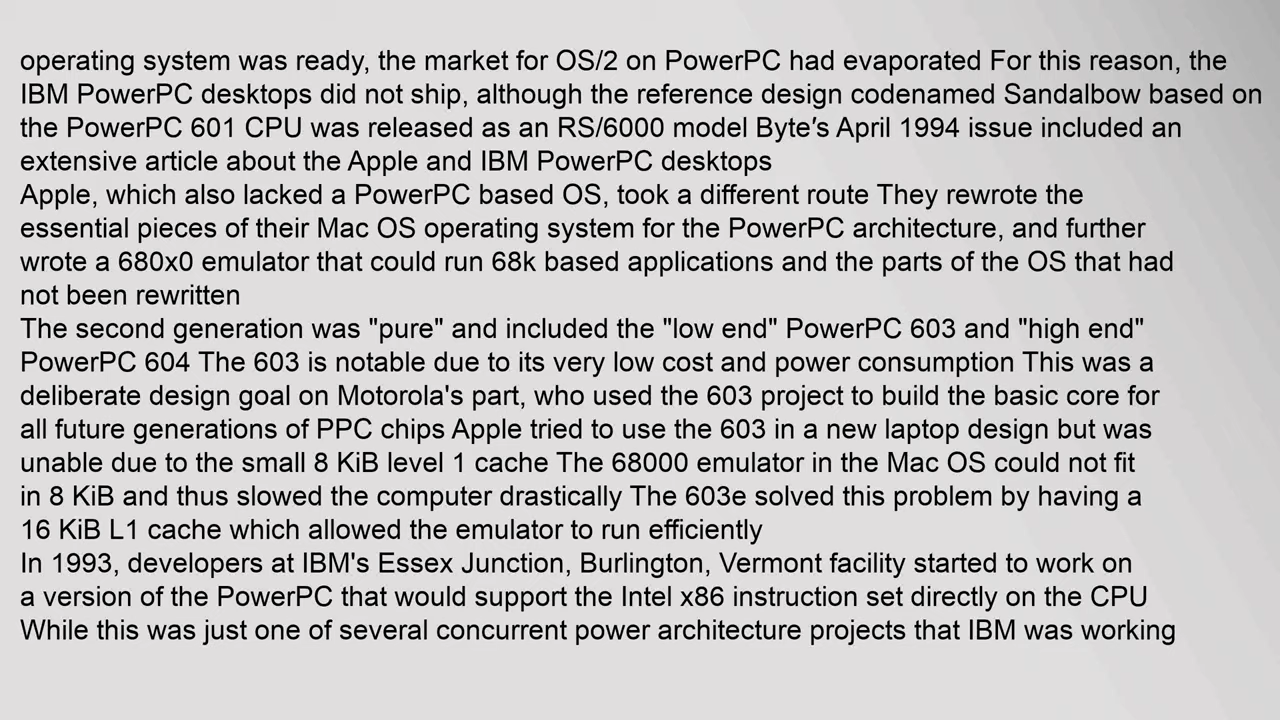 operating system was ready, the market for OS/2 on PowerPC had evaporated For this reason, the
IBM PowerPC desktops did not ship, although the reference design codenamed Sandalbow based on
the PowerPC 601 CPU was released as an RS/6000 model Byte′s April 1994 issue included an
extensive article about the Apple and IBM PowerPC desktops
Apple, which also lacked a PowerPC based OS, took a different route They rewrote the
essential pieces of their Mac OS operating system for the PowerPC architecture, and further
wrote a 680x0 emulator that could run 68k based applications and the parts of the OS that had
not been rewritten
The second generation was "pure" and included the "low end" PowerPC 603 and "high end"
PowerPC 604 The 603 is notable due to its very low cost and power consumption This was a
deliberate design goal on Motorola's part, who used the 603 project to build the basic core for
all future generations of PPC chips Apple tried to use the 603 in a new laptop design but was
unable due to the small 8 KiB level 1 cache The 68000 emulator in the Mac OS could not fit
in 8 KiB and thus slowed the computer drastically The 603e solved this problem by having a
16 KiB L1 cache which allowed the emulator to run efficiently
In 1993, developers at IBM's Essex Junction, Burlington, Vermont facility started to work on
a version of the PowerPC that would support the Intel x86 instruction set directly on the CPU
While this was just one of several concurrent power architecture projects that IBM was working